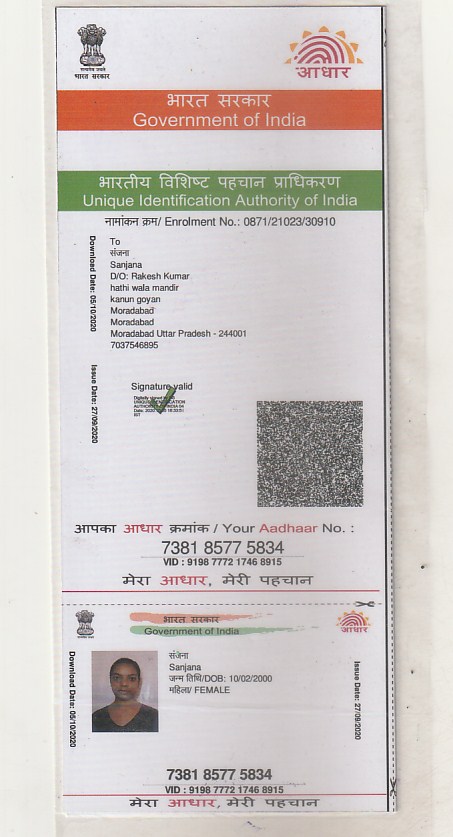 सत्यमेव जयते
भारत सरकार
आधार
भारत सरकार
Government of India
भारतीय विशिष्ट पहचान प्राधिकरण
Unique Identification Authority of India
नामांकन क्रम/ Enrolment No.: 0871/21023/30910
Download Date: 05/10/2020
Issue Date: 27/09/2020
To
संजना
Sanjana
D/O: Rakesh Kumar
hathi wala mandir
kanun goyan
Moradabad
Moradabad
Moradabad Uttar Pradesh - 244001
7037546895
Signature valid
आपका आधार क्रमांक / Your Aadhaar No. :
7381 8577 5834
VID : 9198 7772 1746 8915
मेरा आधार, मेरी पहचान
भारत सरकार
Government of India
आधार
Download Date: 05/10/2020
संजना
Sanjana
जन्म तिथि/DOB: 10/02/2000
महिला/ FEMALE
Issue Date: 27/09/2020
7381 8577 5834
VID : 9198 7772 1746 8915
मेरा आधार, मेरी पहचान